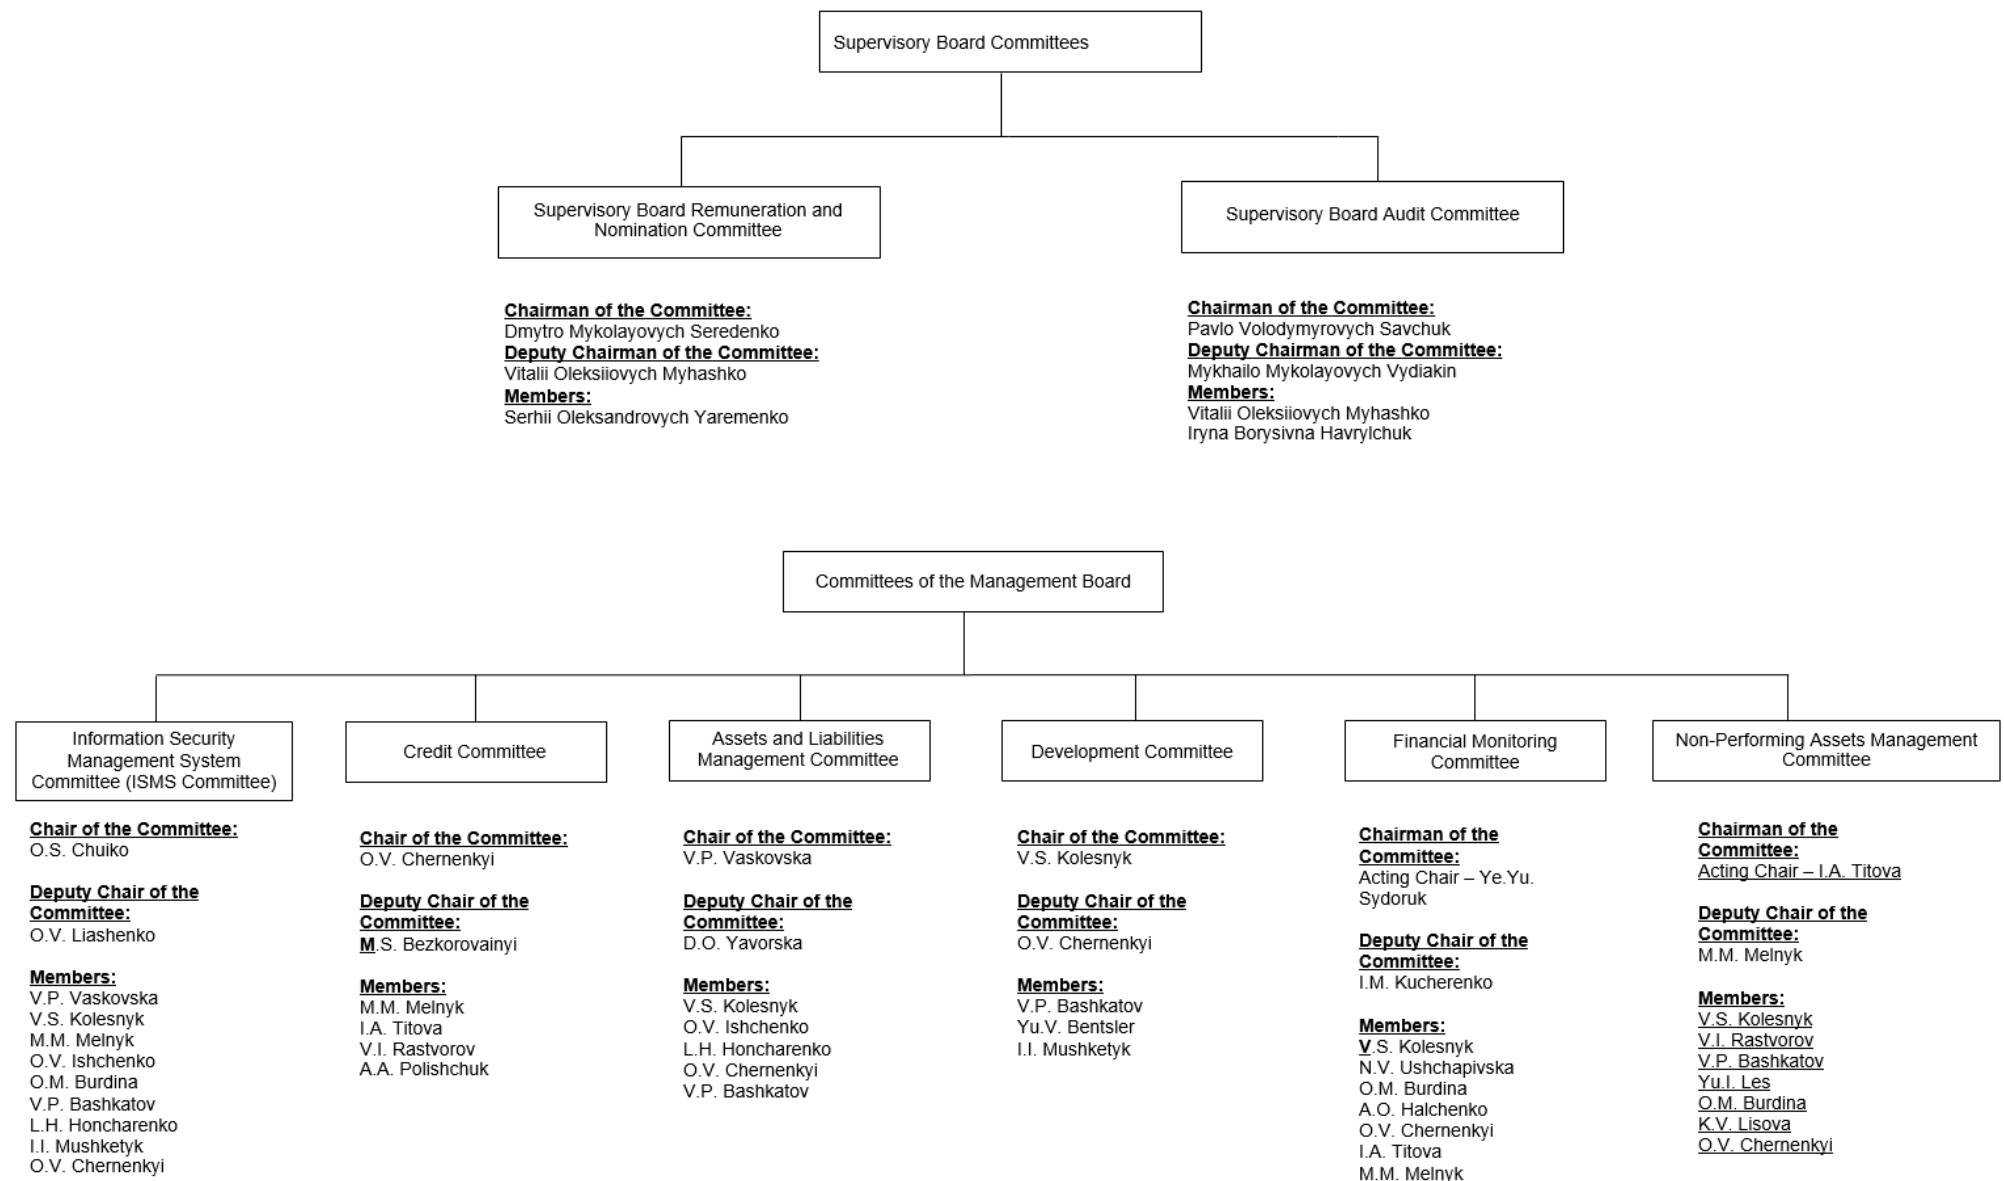 Supervisory Board Committees
Supervisory Board Remuneration and
Nomination Committee
Supervisory Board Audit Committee
Chairman of the Committee:
Dmytro Mykolayovych Seredenko
Deputy Chairman of the Committee:
Vitalii Oleksiiovych Myhashko
Members:
Serhii Oleksandrovych Yaremenko
Chairman of the Committee:
Pavlo Volodymyrovych Savchuk
Deputy Chairman of the Committee:
Mykhailo Mykolayovych Vydiakin
Members:
Vitalii Oleksiiovych Myhashko
Iryna Borysivna Havrylchuk
Committees of the Management Board
Information Security
Management System
Committee (ISMS Committee)
Chair of the Committee:
O.S. Chuiko
Deputy Chair of the
Committee:
O.V. Liashenko
Members:
V.P. Vaskovska
V.S. Kolesnyk
M.M. Melnyk
O.V. Ishchenko
O.M. Burdina
V.P. Bashkatov
L.H. Honcharenko
I.I. Mushketyk
O.V. Chernenkyi
Credit Committee
Chair of the Committee:
O.V. Chernenkyi
Deputy Chair of the
Committee:
M.S. Bezkorovainyi
Members:
M.M. Melnyk
I.A. Titova
V.I. Rastvorov
A.A. Polishchuk
Assets and Liabilities
Management Committee
Chair of the Committee:
V.P. Vaskovska
Deputy Chair of the
Committee:
D.O. Yavorska
Members:
V.S. Kolesnyk
O.V. Ishchenko
L.H. Honcharenko
O.V. Chernenkyi
V.P. Bashkatov
Development Committee
Chair of the Committee:
V.S. Kolesnyk
Deputy Chair of the
Committee:
O.V. Chernenkyi
Members:
V.P. Bashkatov
Yu.V. Bentsler
I.I. Mushketyk
Financial Monitoring
Committee
Chairman of the
Committee:
Acting Chair – Ye.Yu.
Sydoruk
Deputy Chair of the
Committee:
I.M. Kucherenko
Members:
V.S. Kolesnyk
N.V. Ushchapivska
O.M. Burdina
A.O. Halchenko
O.V. Chernenkyi
I.A. Titova
M.M. Melnyk
Non-Performing Assets Management
Committee
Chairman of the
Committee:
Acting Chair – I.A. Titova
Deputy Chair of the
Committee:
M.M. Melnyk
Members:
V.S. Kolesnyk
V.I. Rastvorov
V.P. Bashkatov
Yu.I. Les
O.M. Burdina
K.V. Lisova
O.V. Chernenkyi